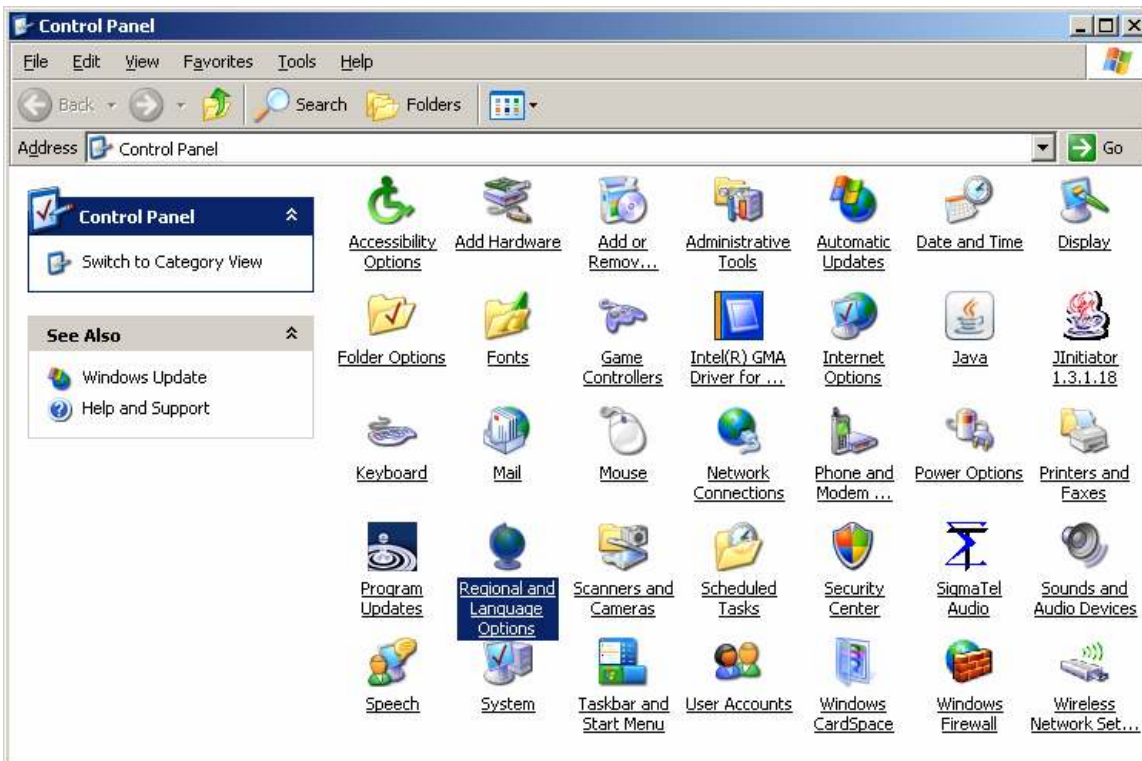 Control Panel
File Edit View Favorites Tools Help
Back Search Folders
Address Control Panel Go
Control Panel
Switch to Category View
See Also
Windows Update
Help and Support
Accessibility
Options
Add Hardware
Add or
Remov...
Administrative
Tools
Automatic
Updates
Date and Time
Display
Folder Options
Fonts
Game
Controllers
Intel(R) GMA
Driver for ...
Internet
Options
Java
JInitiator
1.3.1.18
Keyboard
Mail
Mouse
Network
Connections
Phone and
Modem ...
Power Options
Printers and
Faxes
Program
Updates
Regional and
Language
Options
Scanners and
Cameras
Scheduled
Tasks
Security
Center
SigmaTel
Audio
Sounds and
Audio Devices
Speech
System
Taskbar and
Start Menu
User Accounts
Windows
CardSpace
Windows
Firewall
Wireless
Network Set...